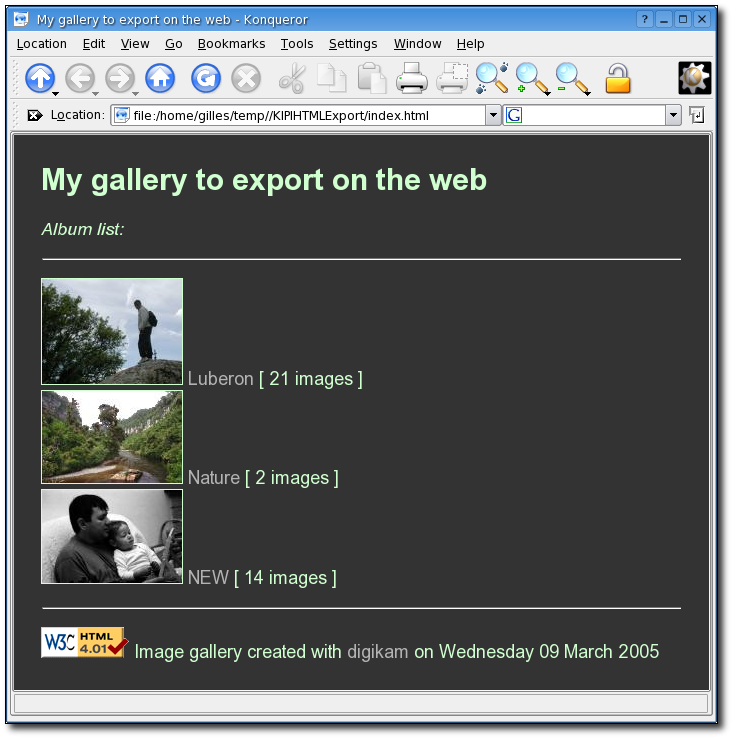 My gallery to export on the web - Konqueror
Location Edit View Go Bookmarks Tools Settings Window Help
Location: file:/home/gilles/temp//KIPIHTMLExport/index.html
My gallery to export on the web
Album list:
Luberon [ 21 images ]
Nature [ 2 images ]
NEW [ 14 images ]
W3C HTML 4.01 Image gallery created with digikam on Wednesday 09 March 2005